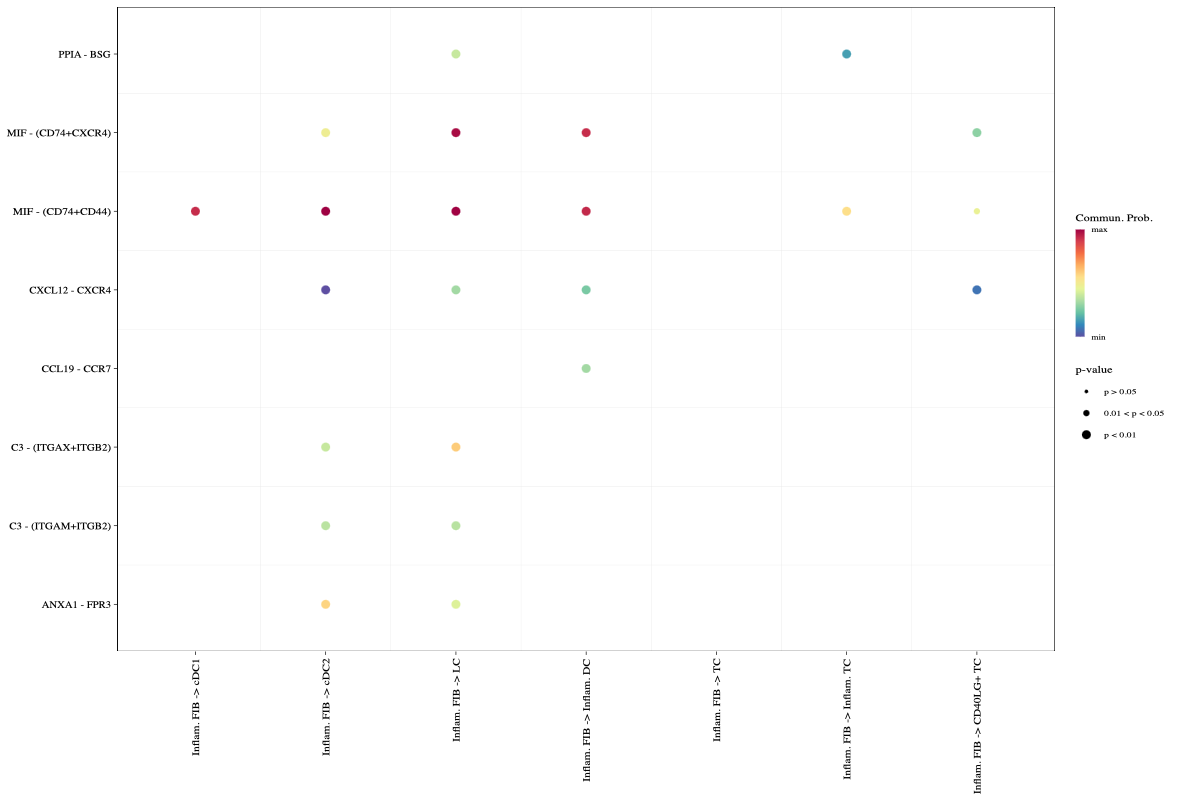 PPIA - BSG
MIF - (CD74+CXCR4)
MIF - (CD74+CD44)
CXCL12 - CXCR4
CCL19 - CCR7
C3 - (ITGAX+ITGB2)
C3 - (ITGAM+ITGB2)
ANXA1 - FPR3
Inflam. FIB -> cDC1
Inflam. FIB -> cDC2
Inflam. FIB -> LC
Inflam. FIB -> Inflam. DC
Inflam. FIB -> TC
Inflam. FIB -> Inflam. TC
Inflam. FIB -> CD40LG+ TC
Commun. Prob.
max
min
p-value
p > 0.05
0.01 < p < 0.05
p < 0.01